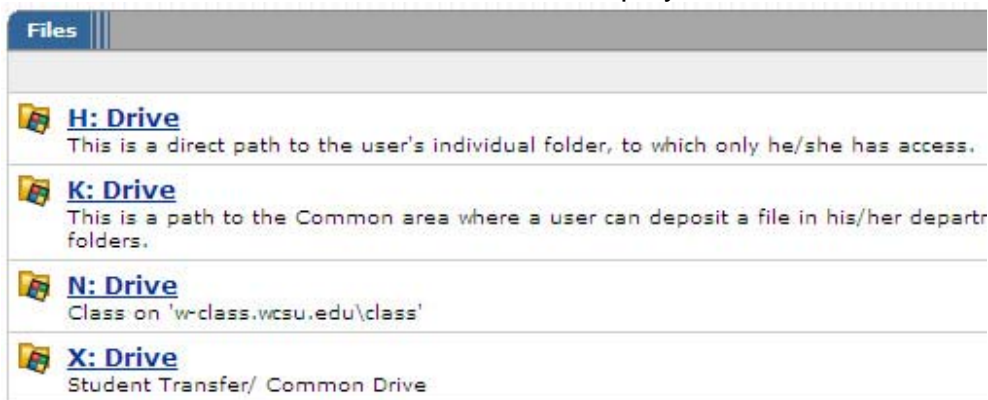 Files
H: Drive
This is a direct path to the user's individual folder, to which only he/she has access.
K: Drive
This is a path to the Common area where a user can deposit a file in his/her
folders.
N: Drive
Class on 'w-class.wcsu.edu\class'
X: Drive
Student Transfer/ Common Drive